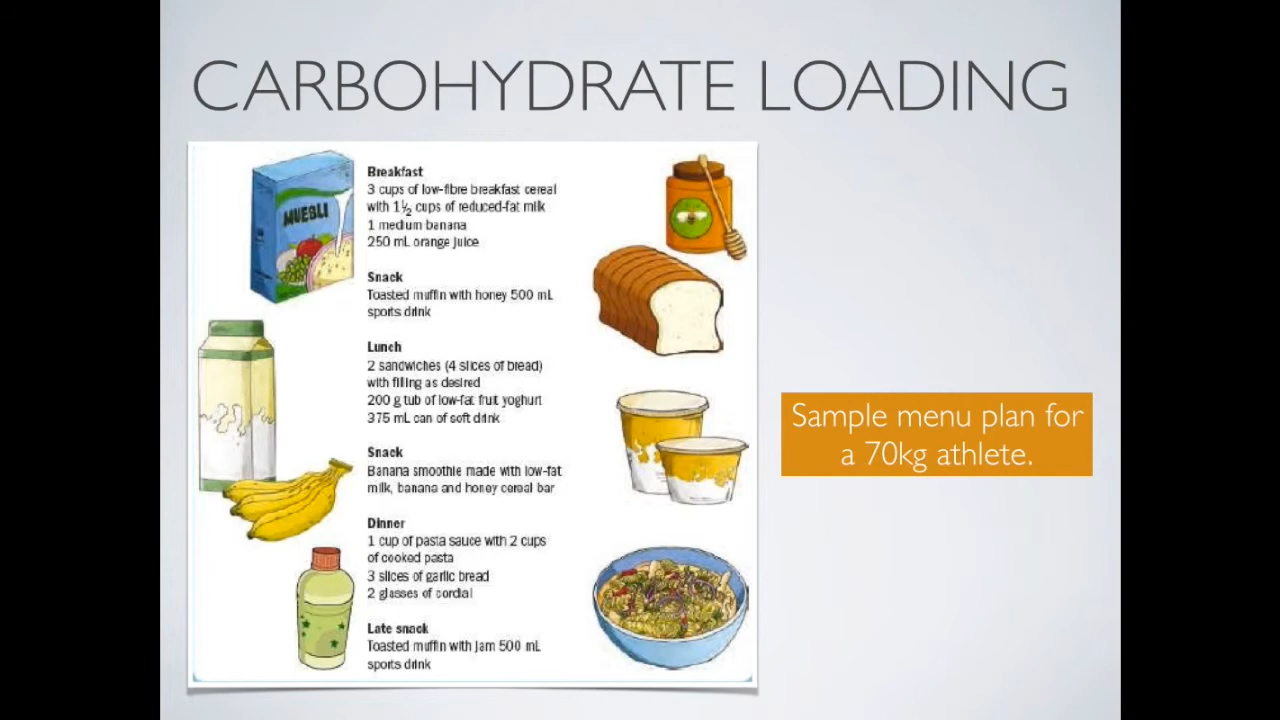 CARBOHYDRATE LOADING
MUESLI
Breakfast
3 cups of low-fibre breakfast cereal
with 1½ cups of reduced-fat milk
1 medium banana
250 mL orange juice
Snack
Toasted muffin with honey 500 mL
sports drink
Lunch
2 sandwiches (4 slices of bread)
with filling as desired
200 g tub of low-fat fruit yoghurt
375 mL can of soft drink
Snack
Banana smoothie made with low-fat
milk, banana and honey cereal bar
Dinner
1 cup of pasta sauce with 2 cups
of cooked pasta
3 slices of garlic bread
2 glasses of cordial
Late snack
Toasted muffin with jam 500 mL
sports drink
Sample menu plan for
a 70kg athlete.